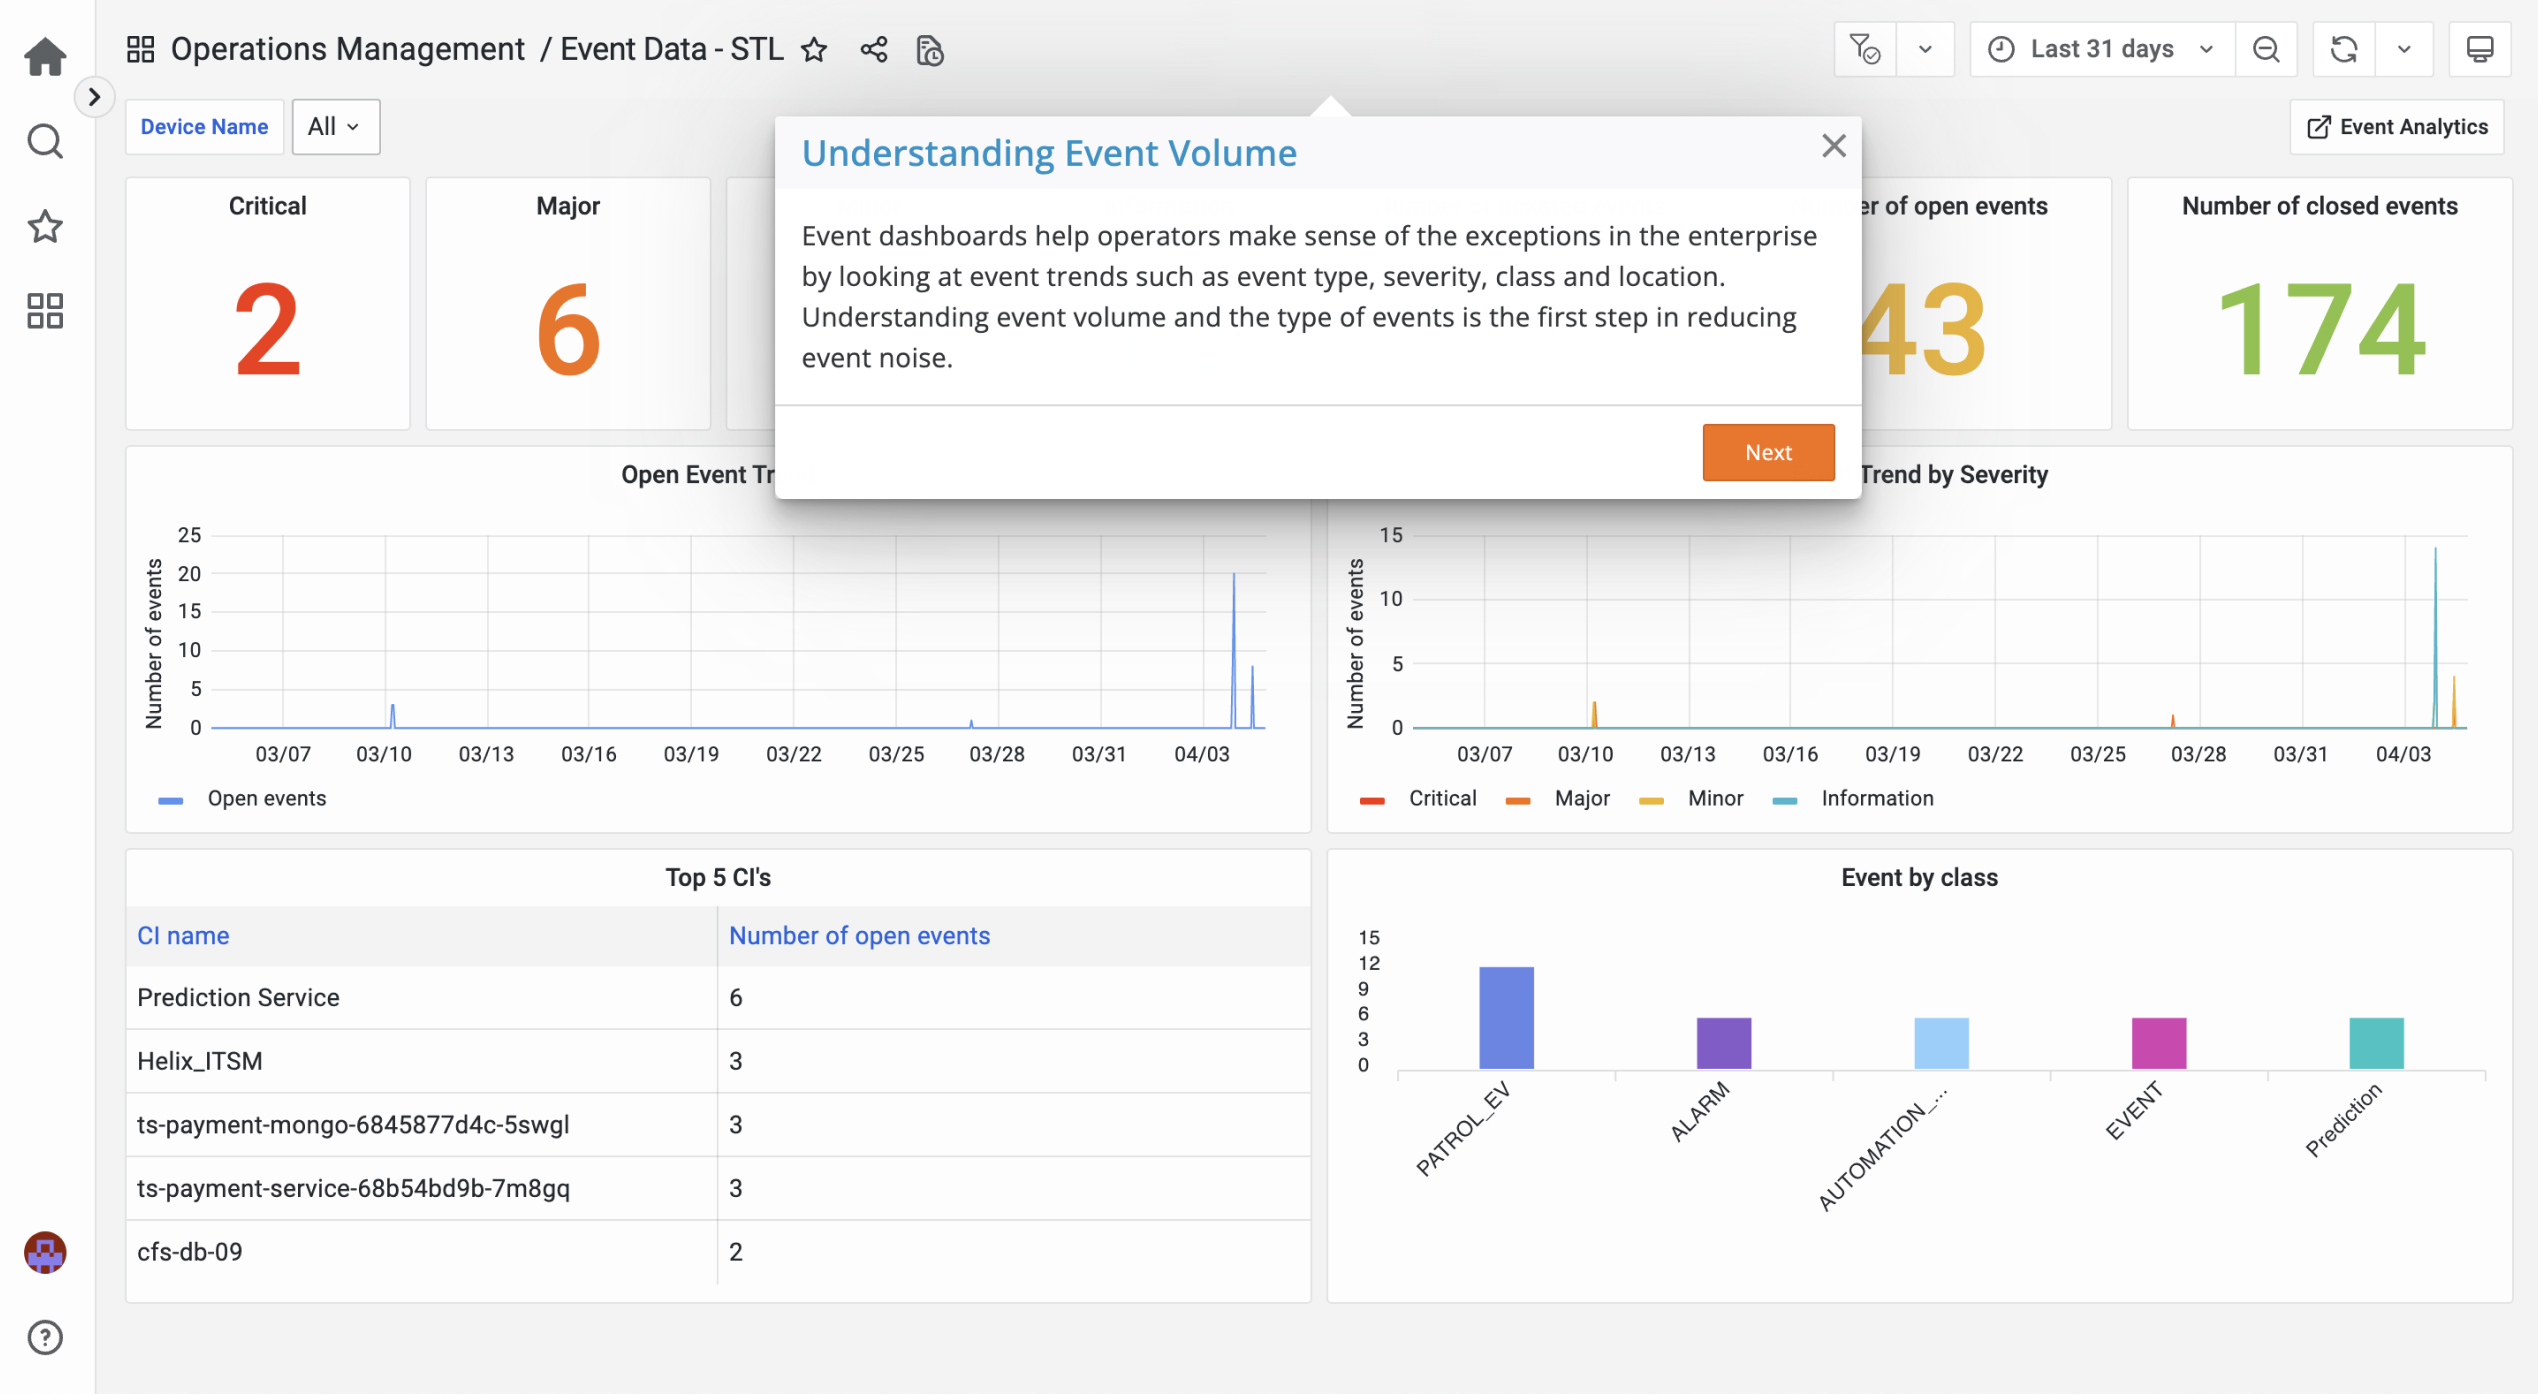 Operations Management / Event Data - STL
Last 31 days
Device Name
All
Event Analytics
Understanding Event Volume
Event dashboards help operators make sense of the exceptions in the enterprise
by looking at event trends such as event type, severity, class and location.
Understanding event volume and the type of events is the first step in reducing
event noise.
Next
Critical
2
Major
6
of open events
43
Number of closed events
174
Open Event
Number of events
25
20
15
10
5
0
03/07 03/10 03/13 03/16 03/19 03/22 03/25 03/28 03/31 04/03
Open events
Trend by Severity
Number of events
15
10
5
0
03/07 03/10 03/13 03/16 03/19 03/22 03/25 03/28 03/31 04/03
Critical Major Minor Information
Top 5 CI's
CI name Number of open events
Prediction Service 6
Helix_ITSM 3
ts-payment-mongo-6845877d4c-5swgl 3
ts-payment-service-68b54bd9b-7m8gq 3
cfs-db-09 2
Event by class
15
12
9
6
3
0
PATROL_EV
ALARM
AUTOMATION_...
EVENT
Prediction